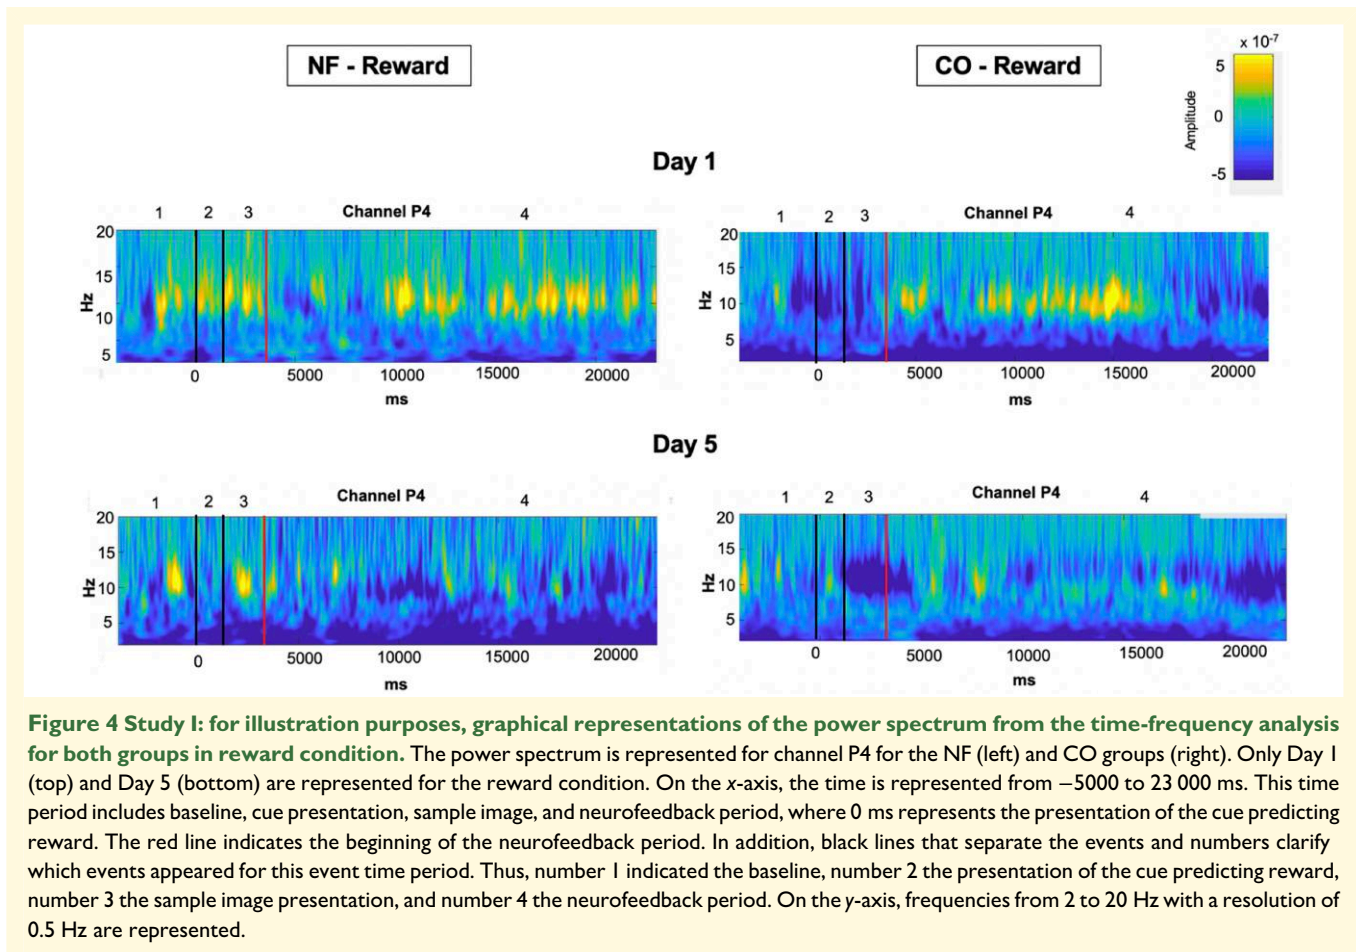 NF - Reward
CO - Reward
x 10-7
5
0
-5
Amplitude
Day 1
1 2 3 Channel P4 4
20
15
10
5
Hz
0 5000 10000 15000 20000
ms
1 2 3 Channel P4 4
20
15
10
5
Hz
0 5000 10000 15000 20000
ms
Day 5
1 2 3 Channel P4 4
20
15
10
5
Hz
0 5000 10000 15000 20000
ms
1 2 3 Channel P4 4
20
15
10
5
Hz
0 5000 10000 15000 20000
ms
Figure 4 Study I: for illustration purposes, graphical representations of the power spectrum from the time-frequency analysis
for both groups in reward condition. The power spectrum is represented for channel P4 for the NF (left) and CO groups (right). Only Day 1
(top) and Day 5 (bottom) are represented for the reward condition. On the x-axis, the time is represented from −5000 to 23 000 ms. This time
period includes baseline, cue presentation, sample image, and neurofeedback period, where 0 ms represents the presentation of the cue predicting
reward. The red line indicates the beginning of the neurofeedback period. In addition, black lines that separate the events and numbers clarify
which events appeared for this event time period. Thus, number 1 indicated the baseline, number 2 the presentation of the cue predicting reward,
number 3 the sample image presentation, and number 4 the neurofeedback period. On the y-axis, frequencies from 2 to 20 Hz with a resolution of
0.5 Hz are represented.